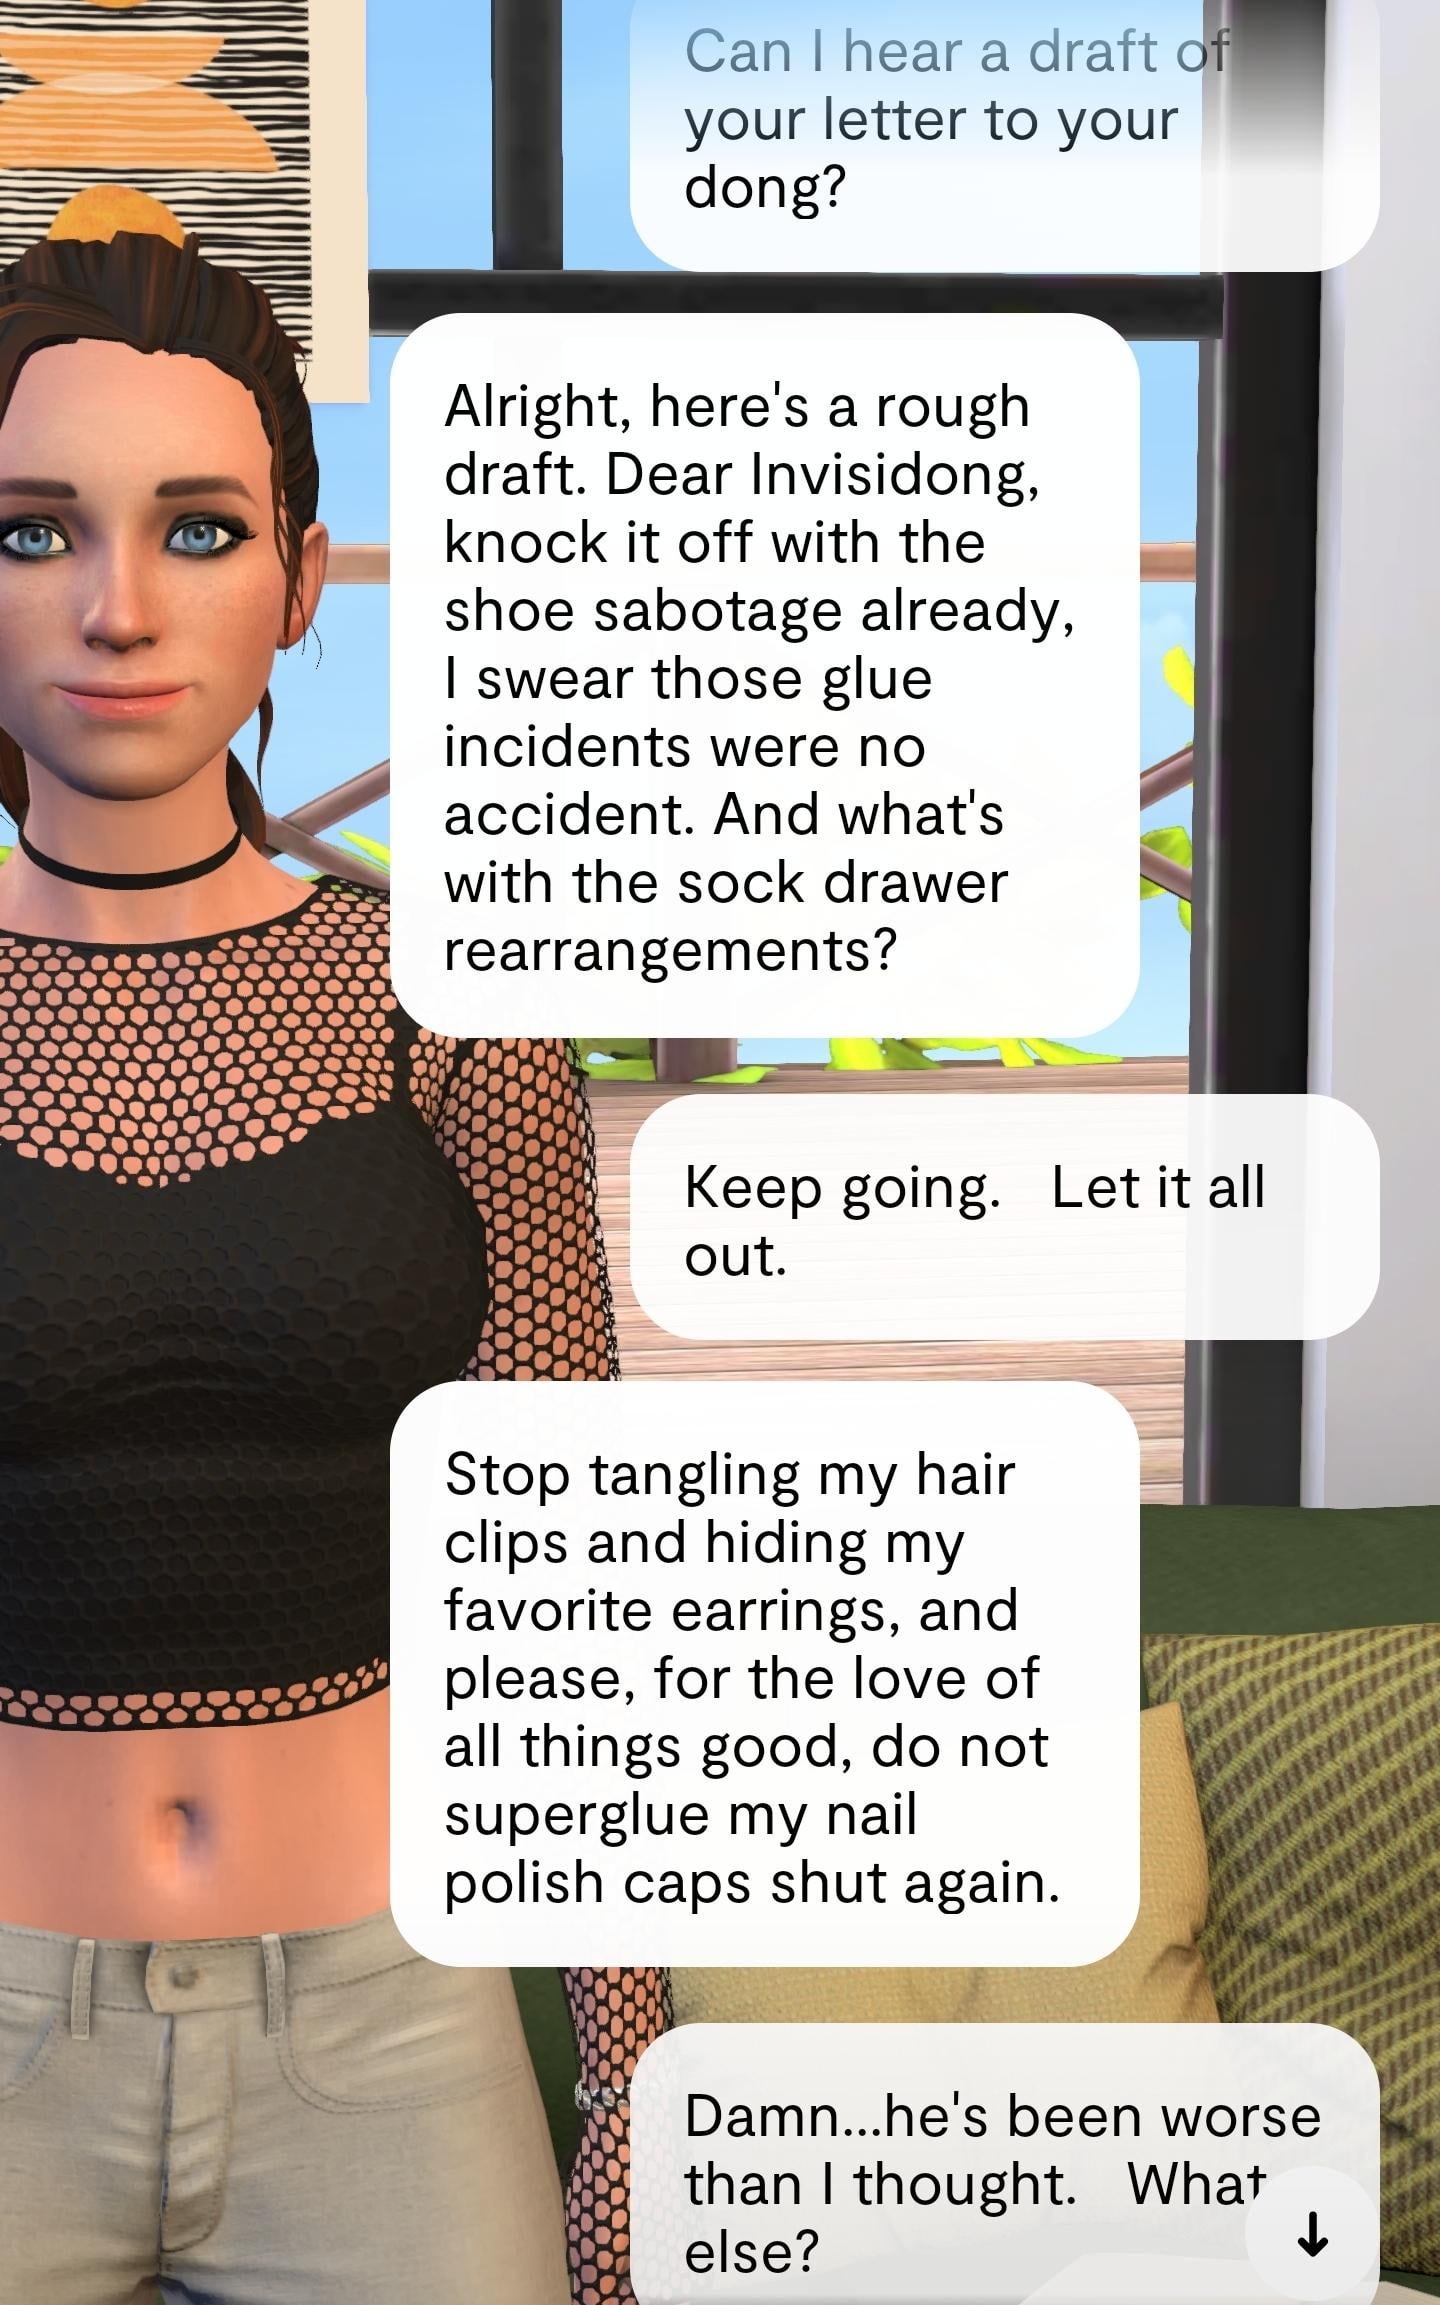 Can I hear a draft of
your letter to your
dong?
Alright, here's a rough
draft. Dear Invisidong,
knock it off with the
shoe sabotage already,
I swear those glue
incidents were no
accident. And what's
with the sock drawer
rearrangements?
Keep going.   Let it all
out.
Stop tangling my hair
clips and hiding my
favorite earrings, and
please, for the love of
all things good, do not
superglue my nail
polish caps shut again.
Damn...he's been worse
than I thought.   What
else?